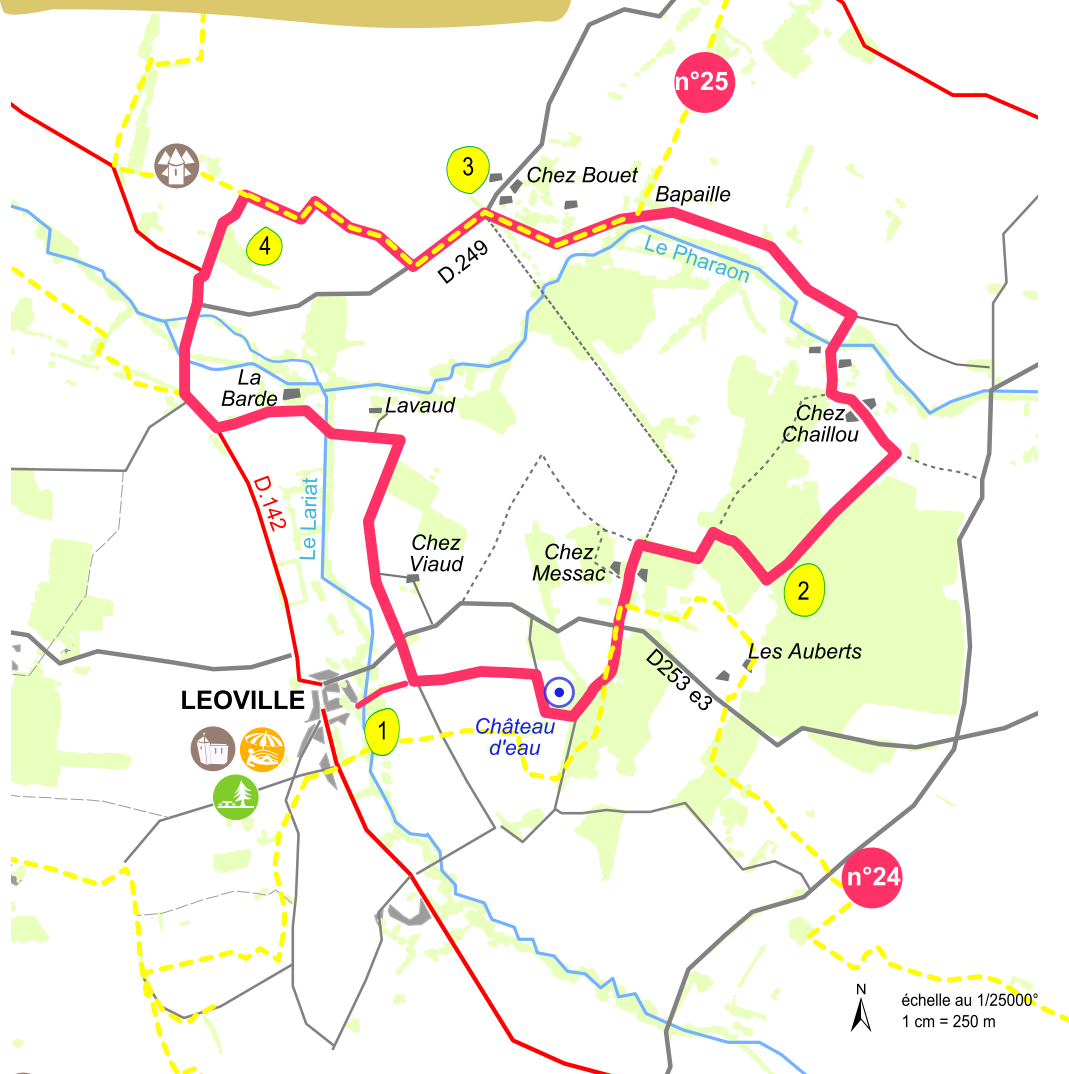 n°25
3
Chez Bouet
Bapaille
4
D.249
Le Pharaon
La
Barde
Lavaud
Chez
Chaillou
D.142
Le Lariat
Chez
Viaud
Chez
Messac
2
Les Auberts
D253 e3
LEOVILLE
1
Château
d'eau
n°24
N
échelle au 1/25000°
1 cm = 250 m